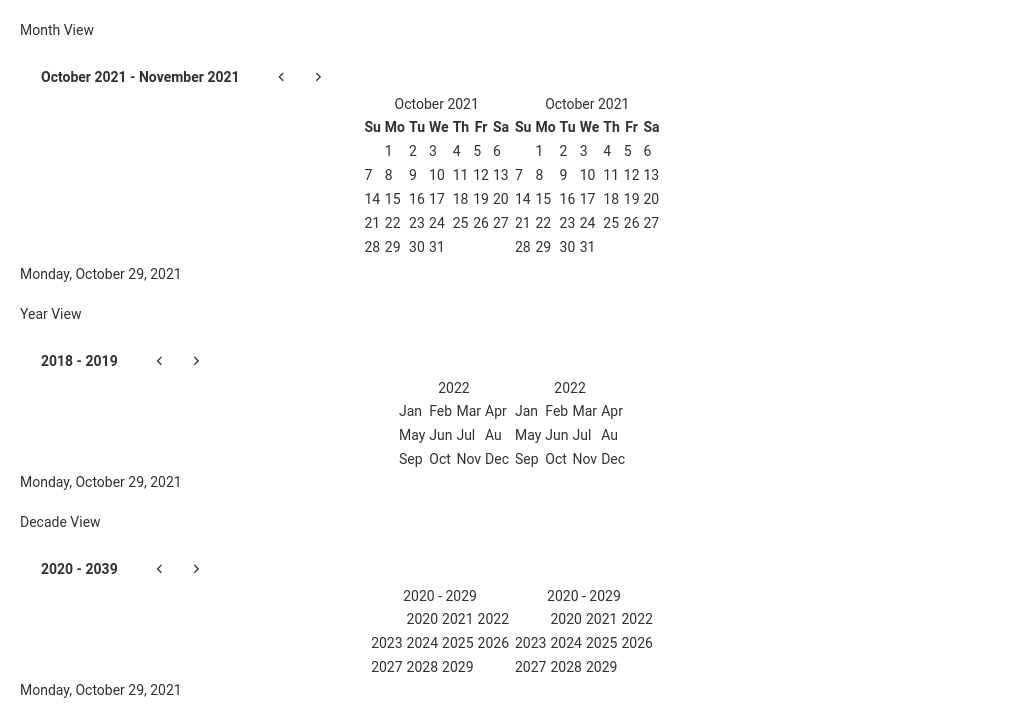 Month View
October 2021 - November 2021
October 2021 October 2021
Su Mo Tu We Th Fr Sa Su Mo Tu We Th Fr Sa
1 2 3 4 5 6 1 2 3 4 5 6
7 8 9 10 11 12 13 7 8 9 10 11 12 13
14 15 16 17 18 19 20 14 15 16 17 18 19 20
21 22 23 24 25 26 27 21 22 23 24 25 26 27
28 29 30 31 28 29 30 31
Monday, October 29, 2021
Year View
2018 - 2019
2022 2022
Jan Feb Mar Apr Jan Feb Mar Apr
May Jun Jul Au May Jun Jul Au
Sep Oct Nov Dec Sep Oct Nov Dec
Monday, October 29, 2021
Decade View
2020 - 2039
2020 - 2029 2020 - 2029
2020 2021 2022 2020 2021 2022
2023 2024 2025 2026 2023 2024 2025 2026
2027 2028 2029 2027 2028 2029
Monday, October 29, 2021